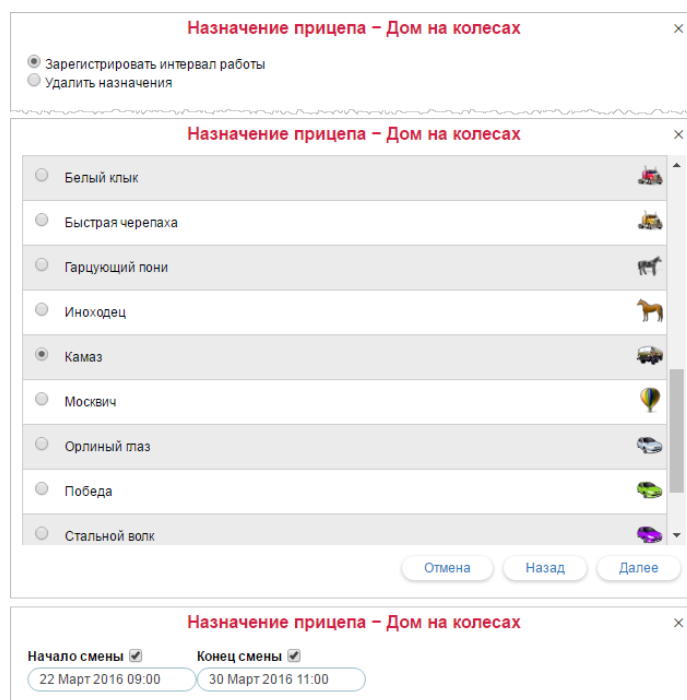 Назначение прицепа – Дом на колесах
Зарегистрировать интервал работы
Удалить назначения
Назначение прицепа – Дом на колесах
Белый клык
Быстрая черепаха
Гарцующий пони
Иноходец
Камаз
Москвич
Орлиный глаз
Победа
Стальной волк
Отмена Назад Далее
Назначение прицепа – Дом на колесах
Начало смены Конец смены
22 Март 2016 09:00 30 Март 2016 11:00